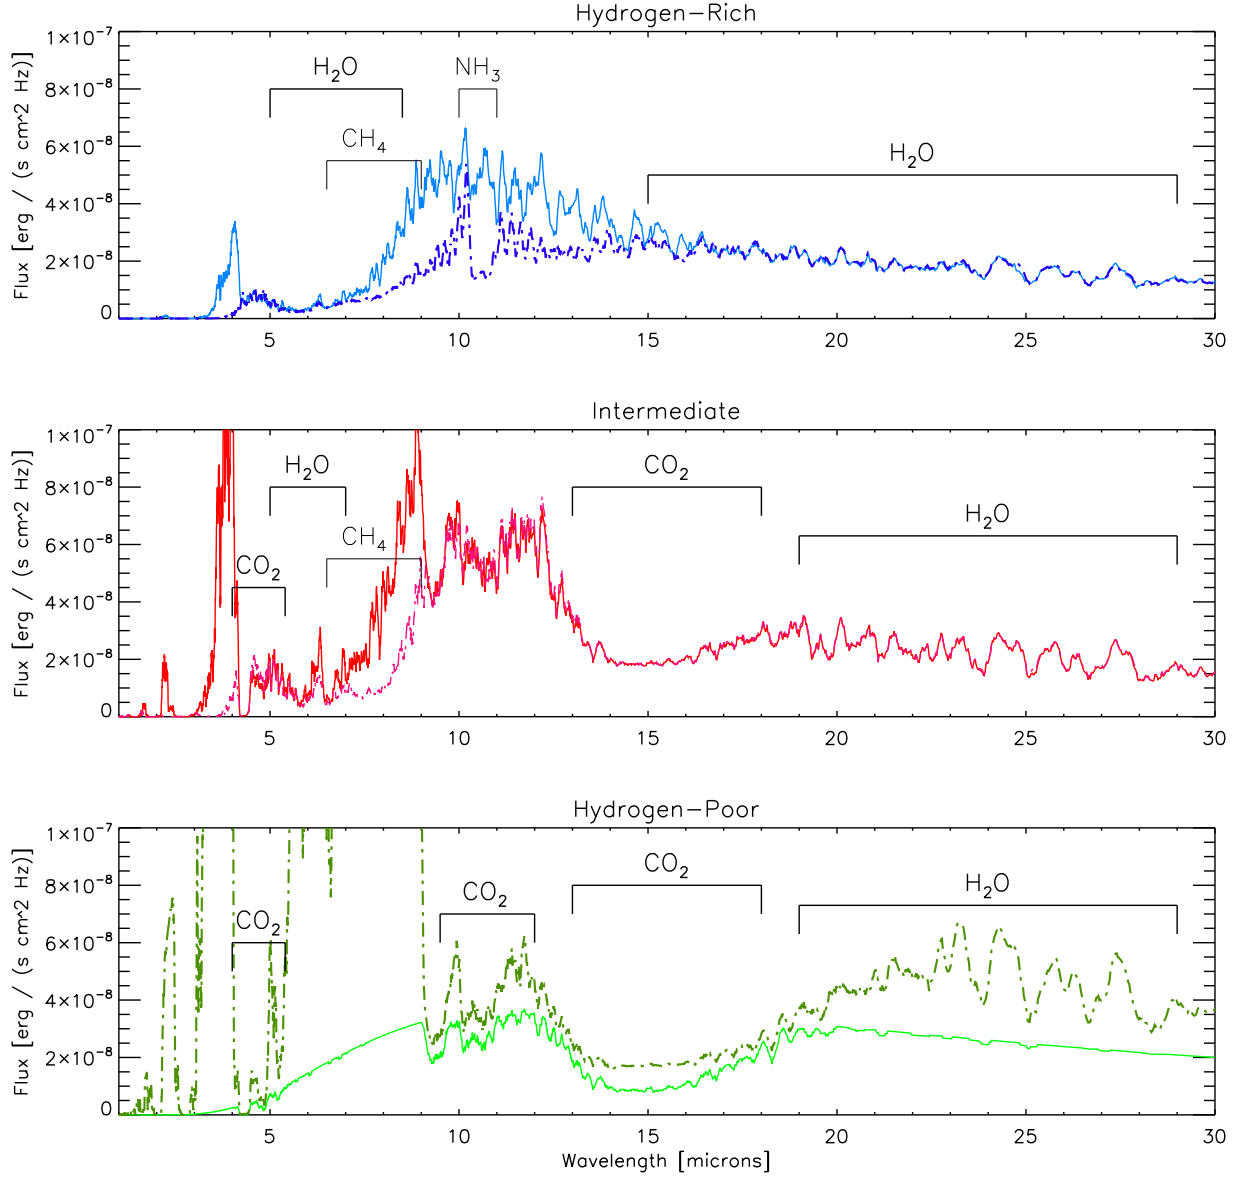 Hydrogen-Rich
Flux [erg / (s cm^2 Hz)]
1×10⁻⁷
8×10⁻⁸
6×10⁻⁸
4×10⁻⁸
2×10⁻⁸
0
H₂O
NH₃
CH₄
H₂O
5 10 15 20 25 30
Intermediate
Flux [erg / (s cm^2 Hz)]
1×10⁻⁷
8×10⁻⁸
6×10⁻⁸
4×10⁻⁸
2×10⁻⁸
0
H₂O
CO₂
H₂O
CH₄
CO₂
5 10 15 20 25 30
Hydrogen-Poor
Flux [erg / (s cm^2 Hz)]
1×10⁻⁷
8×10⁻⁸
6×10⁻⁸
4×10⁻⁸
2×10⁻⁸
0
CO₂
H₂O
CO₂
CO₂
5 10 15 20 25 30
Wavelength [microns]